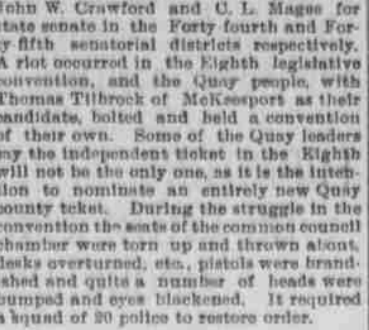 John W. Crawford and C. L. Magee for
state senate in the Forty fourth and For-
ty-fifth senatorial districts respectively.
A riot occurred in the Eighth legislative
convention, and the Quay people, with
Thomas Tilbrock of McKeesport as their
candidate, bolted and held a convention
of their own. Some of the Quay leaders
say the independent ticket in the Eighth
will not be the only one, as it is the inten-
tion to nominate an entirely new Quay
county tcket. During the struggle in the
convention the seats of the common council
chamber were torn up and thrown about,
desks overturned, etc., pistols were brand-
ished and quite a number of heads were
bumped and eyes blackened. It required
a squad of 20 police to restore order.